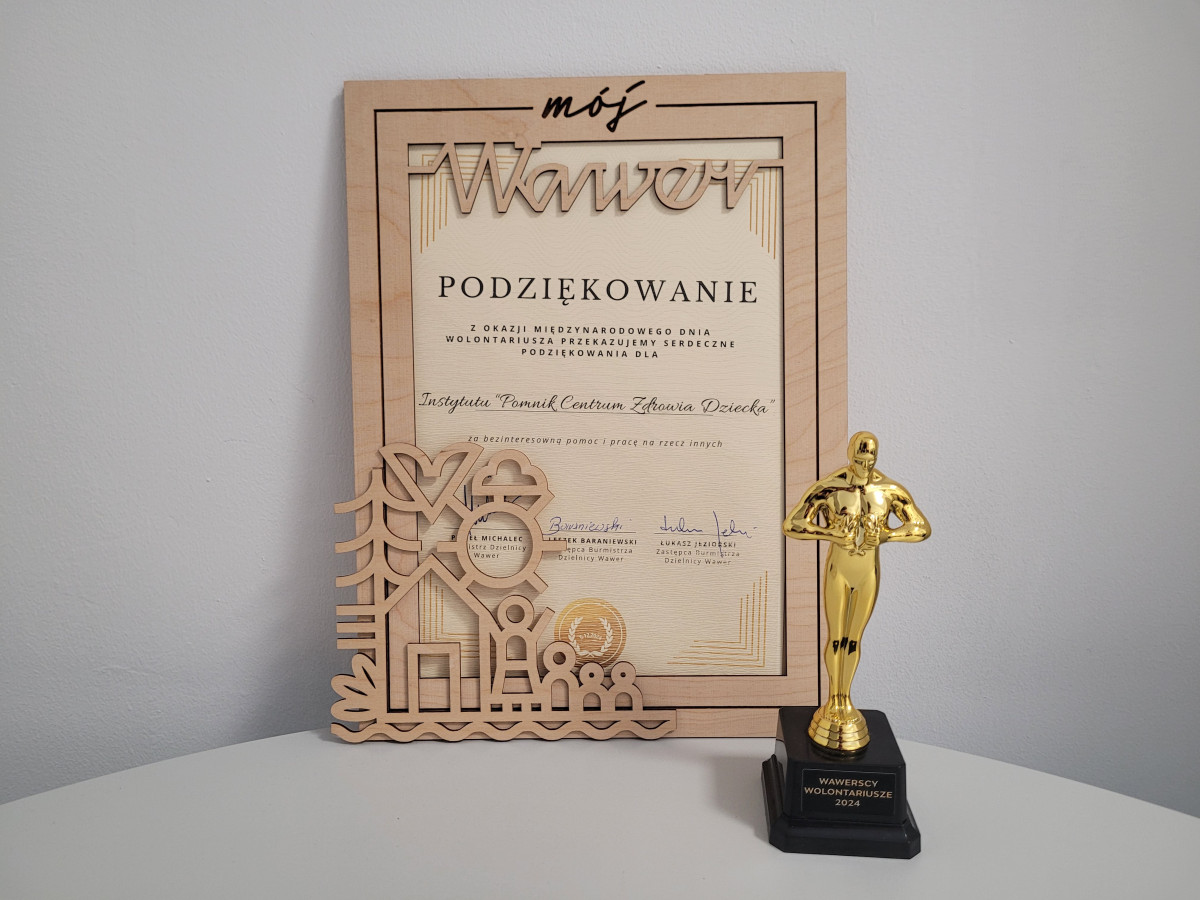 mój
Wawer
PODZIĘKOWANIE
Z OKAZJI MIĘDZYNARODOWEGO DNIA
WOLONTARIUSZA PRZEKAZUJEMY SERDECZNE
PODZIĘKOWANIA DLA
Instytutu "Pomnik Centrum Zdrowia Dziecka"
za bezinteresowną pomoc i pracę na rzecz innych
MICHALEC
Dzielnicy
Wawer
BARANIEWSKI
Zastępca Burmistrza
Dzielnicy Wawer
ŁUKASZ JEZIORSKI
Zastępca Burmistrza
Dzielnicy Wawer
WAWERSCY
WOLONTARIUSZE
2024